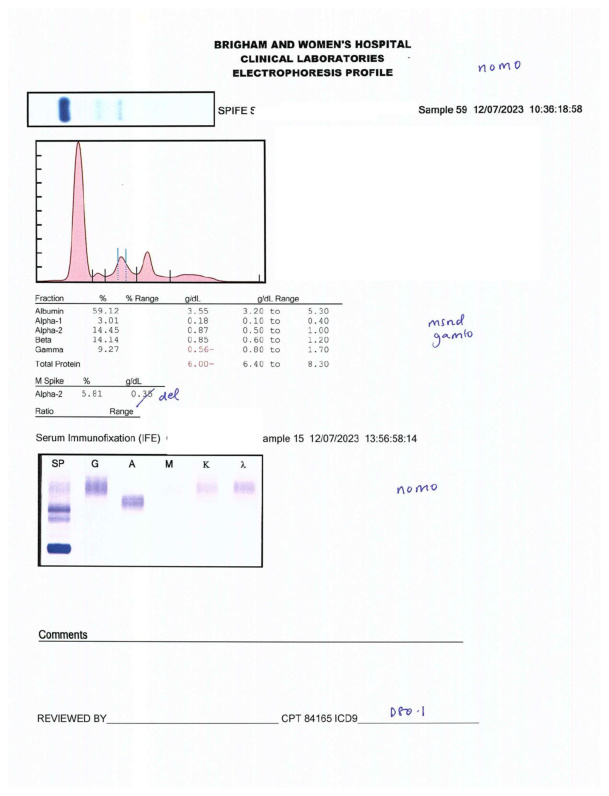 BRIGHAM AND WOMEN'S HOSPITAL
CLINICAL LABORATORIES
ELECTROPHORESIS PROFILE
nomo
SPIFE S
Sample 59 12/07/2023 10:36:18:58
Fraction % % Range g/dL g/dL Range
Albumin 59.12 3.55 3.20 to 5.30
Alpha-1 3.01 0.18 0.10 to 0.40
Alpha-2 14.45 0.87 0.50 to 1.00
Beta 14.14 0.85 0.60 to 1.20
Gamma 9.27 0.56- 0.80 to 1.70
Total Protein 6.00- 6.40 to 8.30
msnd
gamlo
M Spike % g/dL
Alpha-2 5.81 0.35 del
Ratio Range
Serum Immunofixation (IFE)
ample 15 12/07/2023 13:56:58:14
SP G A M K λ
nomo
Comments
REVIEWED BY CPT 84165 ICD9 D80.1